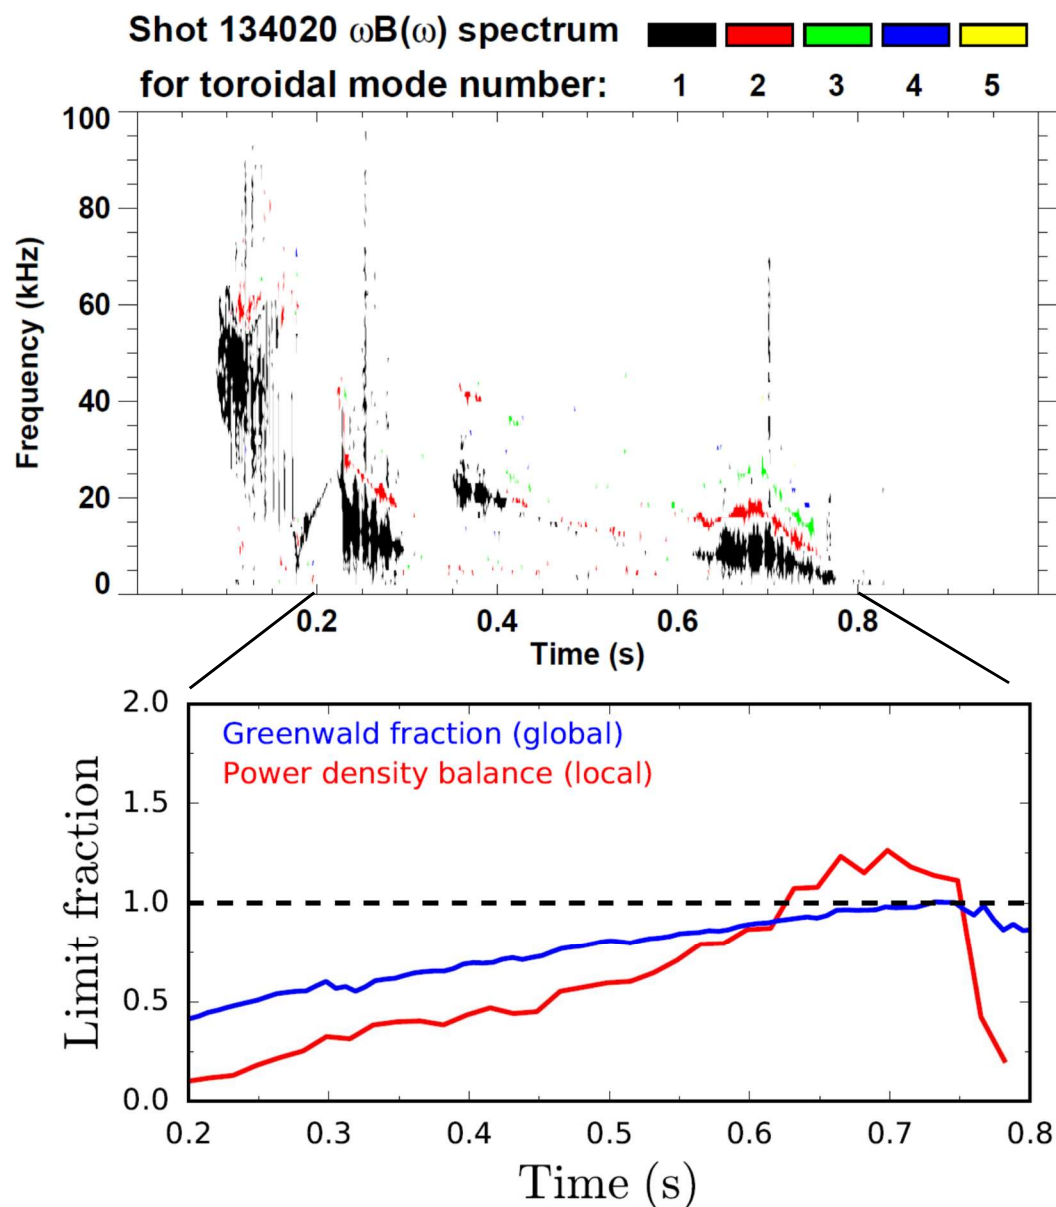 Shot 134020 ωB(ω) spectrum
for toroidal mode number: 1 2 3 4 5
100
80
60
40
20
0
Frequency (kHz)
0.2 0.4 0.6 0.8
Time (s)
2.0
1.5
1.0
0.5
0.0
Limit fraction
Greenwald fraction (global)
Power density balance (local)
0.2 0.3 0.4 0.5 0.6 0.7 0.8
Time (s)